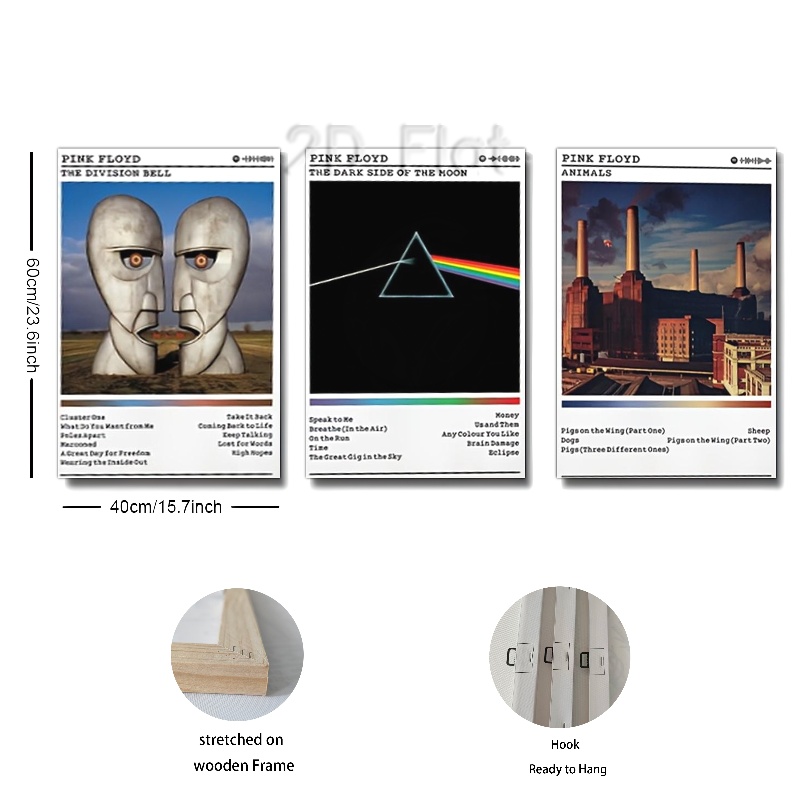 2D Flat
PINK FLOYD
THE DIVISION BELL
Cluster One
What Do You Want from Me
Poles Apart
Marooned
A Great Day for Freedom
Wearing the Inside Out
Take It Back
Coming Back to Life
Keep Talking
Lost for Words
High Hopes
PINK FLOYD
THE DARK SIDE OF THE MOON
Speak to Me
Breathe (In the Air)
On the Run
Time
The Great Gig in the Sky
Money
Us and Them
Any Colour You Like
Brain Damage
Eclipse
PINK FLOYD
ANIMALS
Pigs on the Wing (Part One)
Dogs
Pigs (Three Different Ones)
Sheep
Pigs on the Wing (Part Two)
60cm/23.6inch
40cm/15.7inch
stretched on
wooden Frame
Hook
Ready to Hang